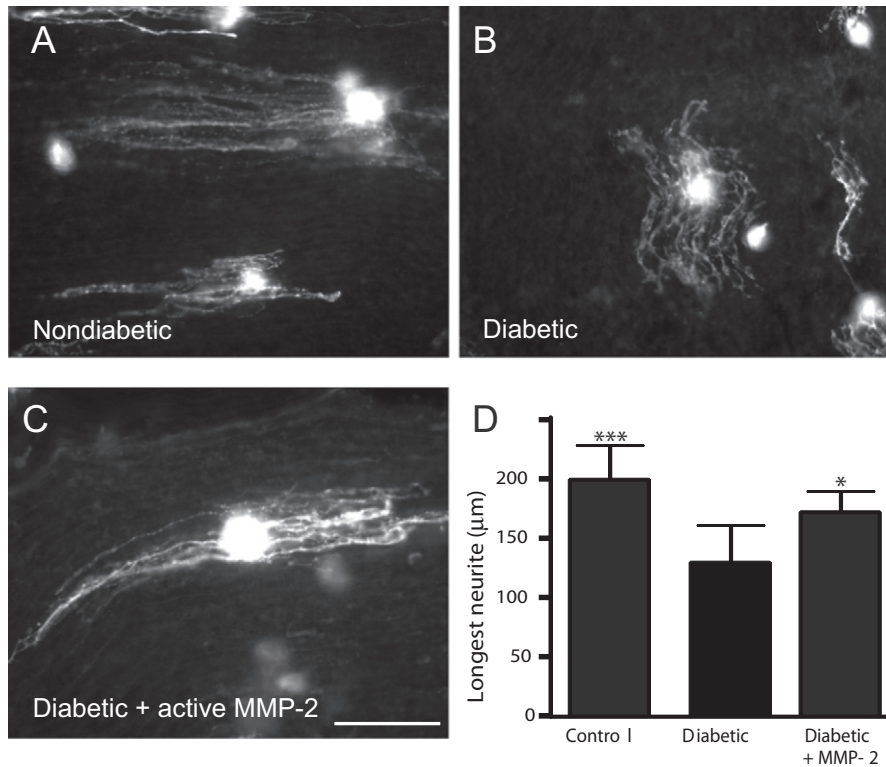 A
Nondiabetic
B
Diabetic
C
Diabetic + active MMP-2
D
Longest neurite (μm)
200
150
100
50
0
***
*
Contro l
Diabetic
Diabetic
+ MMP- 2